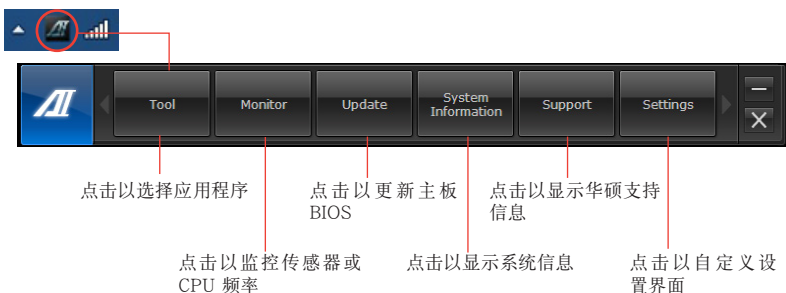 Tool
Monitor
Update
System
Information
Support
Settings
点击以选择应用程序
点击以更新主板
BIOS
点击以显示华硕支持
信息
点击以监控传感器或
CPU 频率
点击以显示系统信息
点击以自定义设
置界面